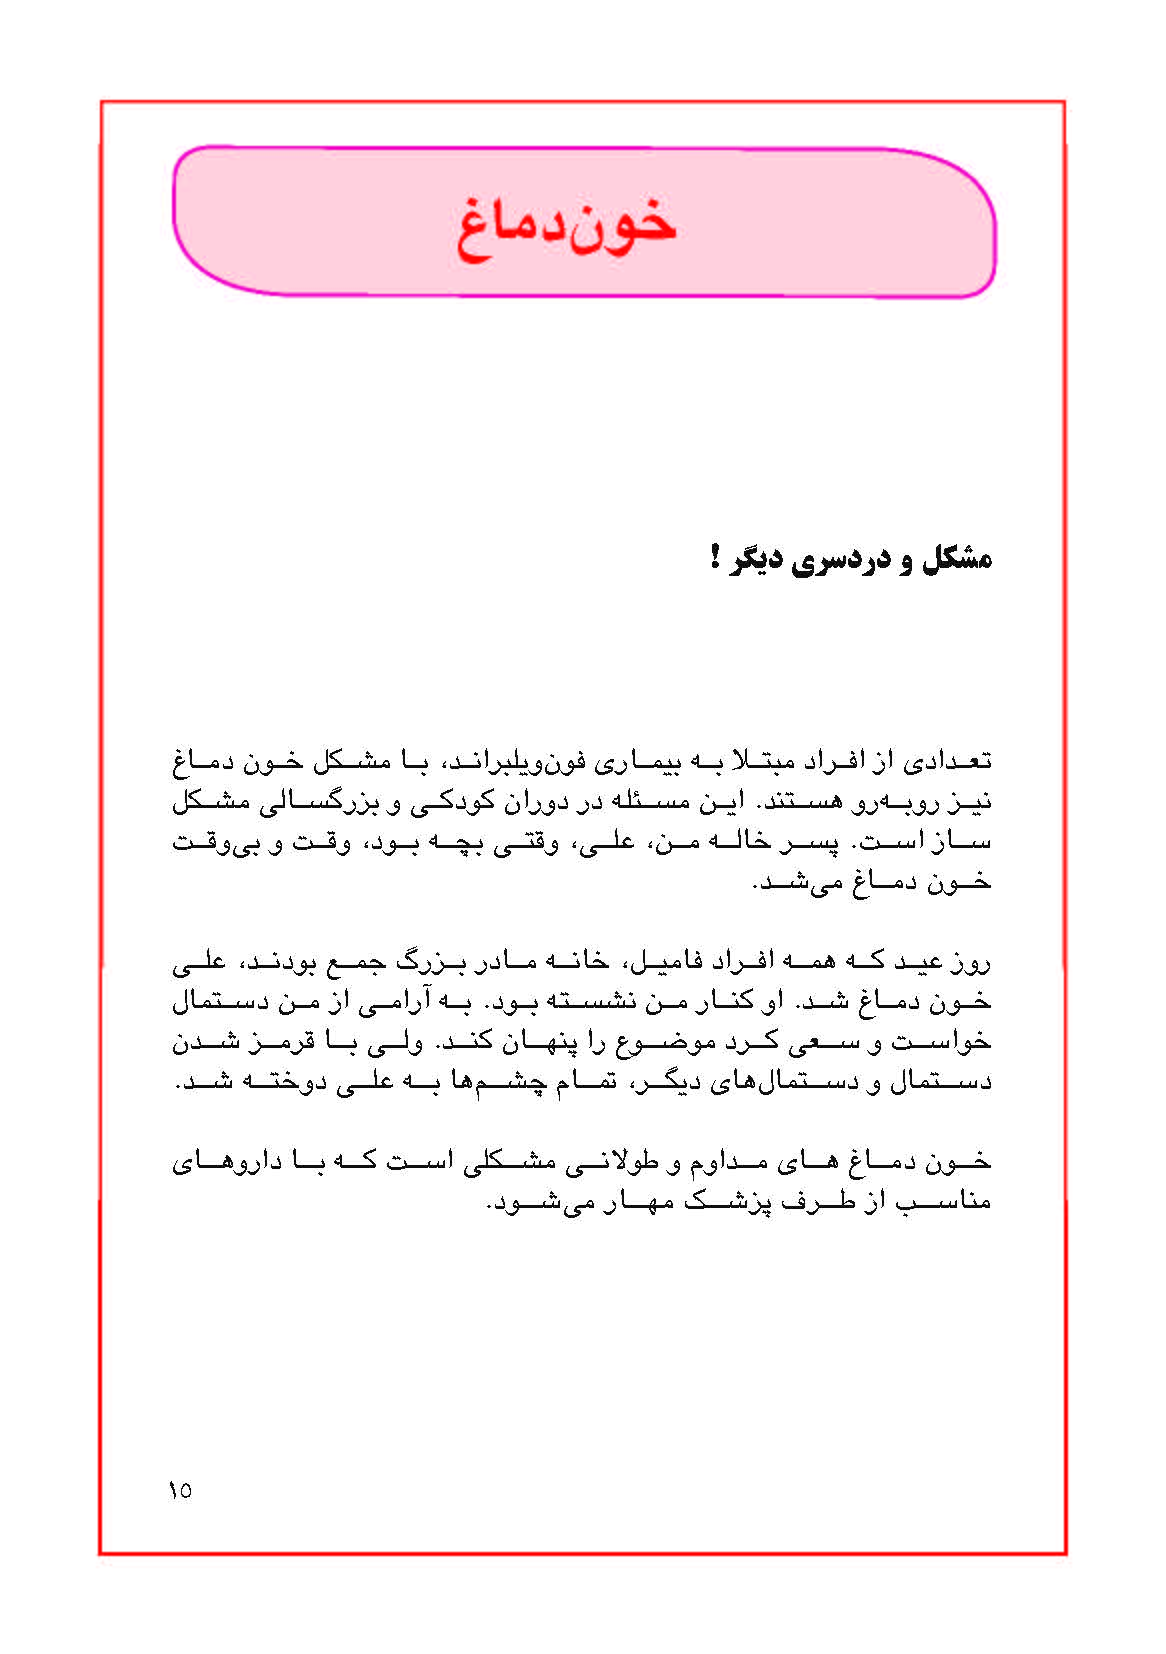 خون‌دماغ
مشکل و دردسری دیگر !
تعدادی از افراد مبتلا به بیماری فون‌ویلبراند، با مشکل خون دماغ
نیز روبه‌رو هستند. این مسئله در دوران کودکی و بزرگسالی مشکل
ساز است. پسر خاله من، علی، وقتی بچه بود، وقت و بی‌وقت
خون دماغ می‌شد.
روز عید که همه افراد فامیل، خانه مادر بزرگ جمع بودند، علی
خون دماغ شد. او کنار من نشسته بود. به آرامی از من دستمال
خواست و سعی کرد موضوع را پنهان کند. ولی با قرمز شدن
دستمال و دستمال‌های دیگر، تمام چشم‌ها به علی دوخته شد.
خون دماغ های مداوم و طولانی مشکلی است که با داروهای
مناسب از طرف پزشک مهار می‌شود.
۱۵